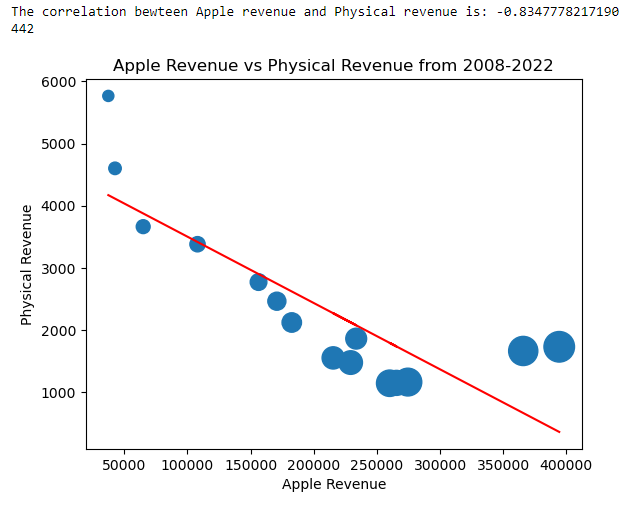 The correlation bewteen Apple revenue and Physical revenue is: -0.8347778217190
442
Apple Revenue vs Physical Revenue from 2008-2022
6000
5000
4000
3000
2000
1000
Physical Revenue
50000 100000 150000 200000 250000 300000 350000 400000
Apple Revenue